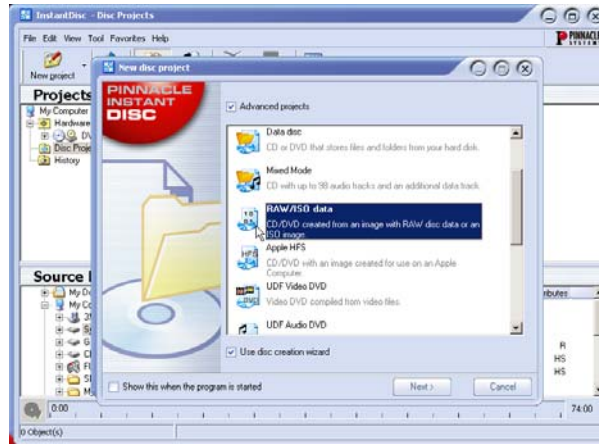 InstantDisc - Disc Projects
File Edit View Tool Favorites Help
PINNACLE
SYSTEMS
New project
New disc project
Projects
My Computer
Hardware
Disc Proje
History
PINNACLE
INSTANT
DISC
Advanced projects
Data disc
CD or DVD that stores files and folders from your hard disk.
Mixed Mode
CD with up to 98 audio tracks and an additional data track.
RAW/ISO data
CD/DVD created from an image with RAW disc data or an
ISO image.
Apple HFS
CD/DVD with an image created for use on an Apple
Computer.
UDF Video DVD
Video DVD compiled from video files.
UDF Audio DVD
Use disc creation wizard
Show this when the program is started
Next >
Cancel
Source
My Do
My Co
ributes
R
HS
HS
0:00
74:00
0 Object(s)